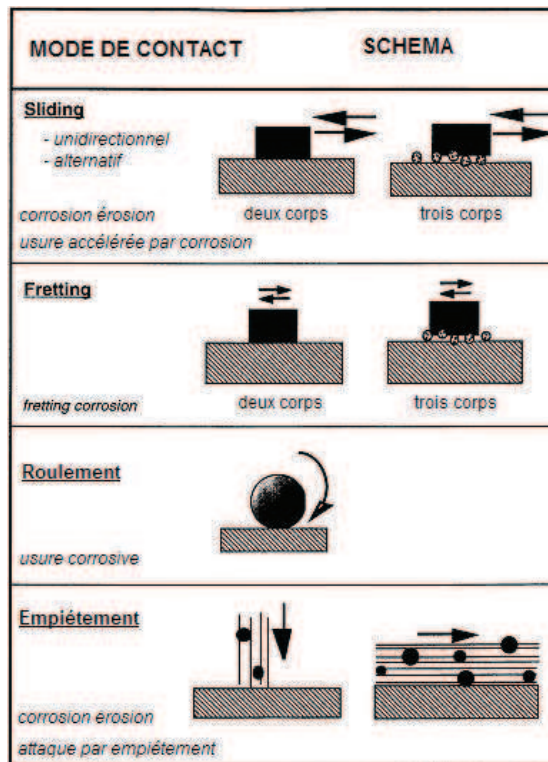 MODE DE CONTACT SCHEMA
Sliding
- unidirectionnel
- alternatif
corrosion érosion deux corps trois corps
usure accélérée par corrosion
Fretting
fretting corrosion deux corps trois corps
Roulement
usure corrosive
Empiétement
corrosion érosion
attaque par empiétement